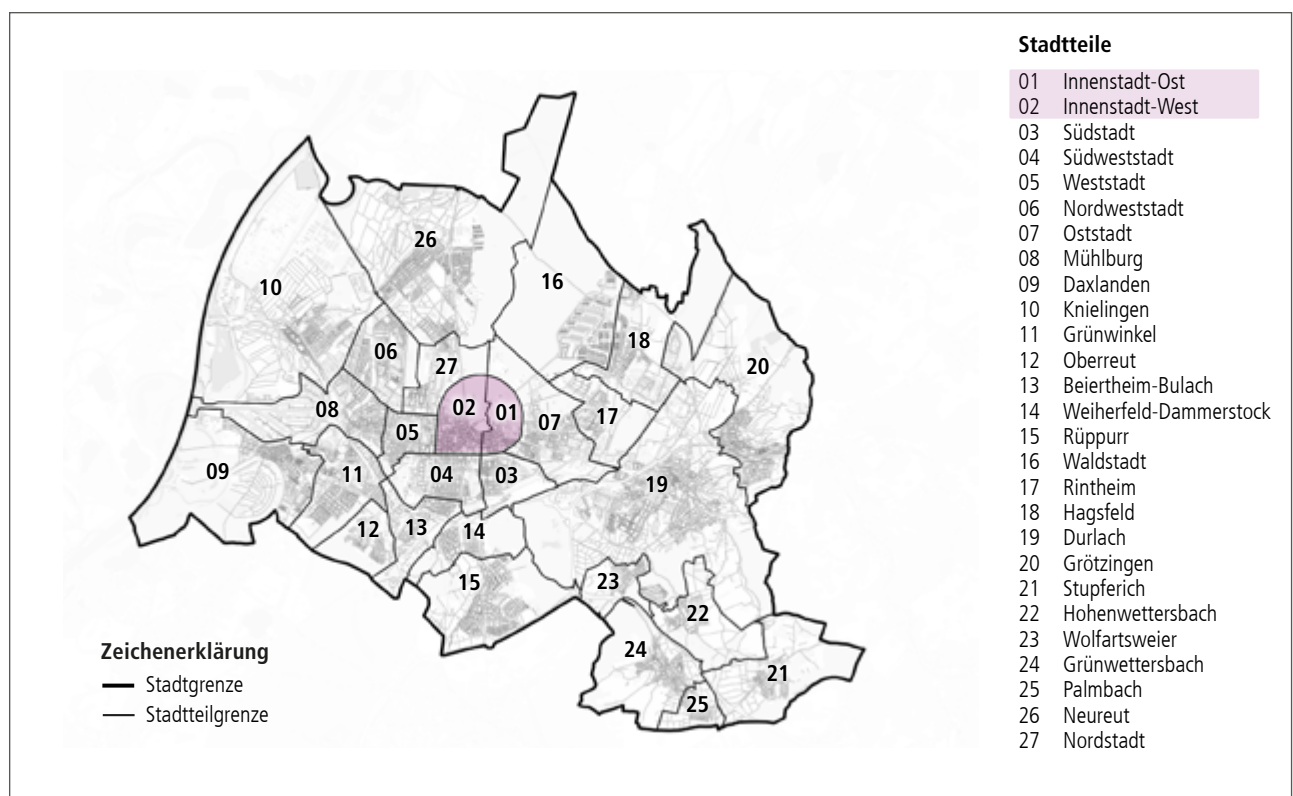 Stadtteile
01 Innenstadt-Ost
02 Innenstadt-West
03 Südstadt
04 Südweststadt
05 Weststadt
06 Nordweststadt
07 Oststadt
08 Mühlburg
09 Daxlanden
10 Knielingen
11 Grünwinkel
12 Oberreut
13 Beiertheim-Bulach
14 Weiherfeld-Dammerstock
15 Rüppurr
16 Waldstadt
17 Rintheim
18 Hagsfeld
19 Durlach
20 Grötzingen
21 Stupferich
22 Hohenwettersbach
23 Wolfartsweier
24 Grünwettersbach
25 Palmbach
26 Neureut
27 Nordstadt
26
16
10
18
06
27
20
02
01
08
07
17
05
09
11
04
03
19
12
13
14
15
23
22
24
21
25
Zeichenerklärung
Stadtgrenze
Stadtteilgrenze